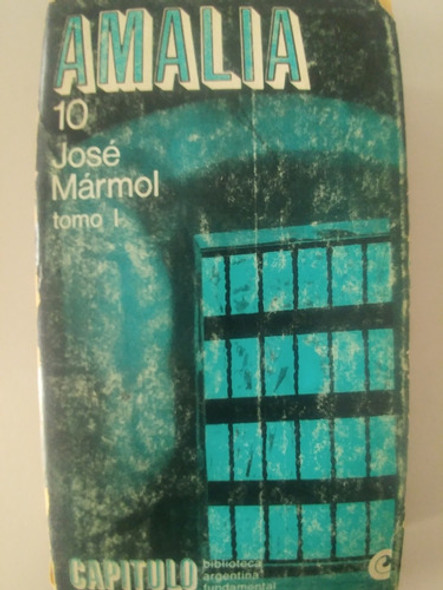 AMALIA
10
José
Mármol
tomo I
CAPITULO
biblioteca
argentina
fundamental